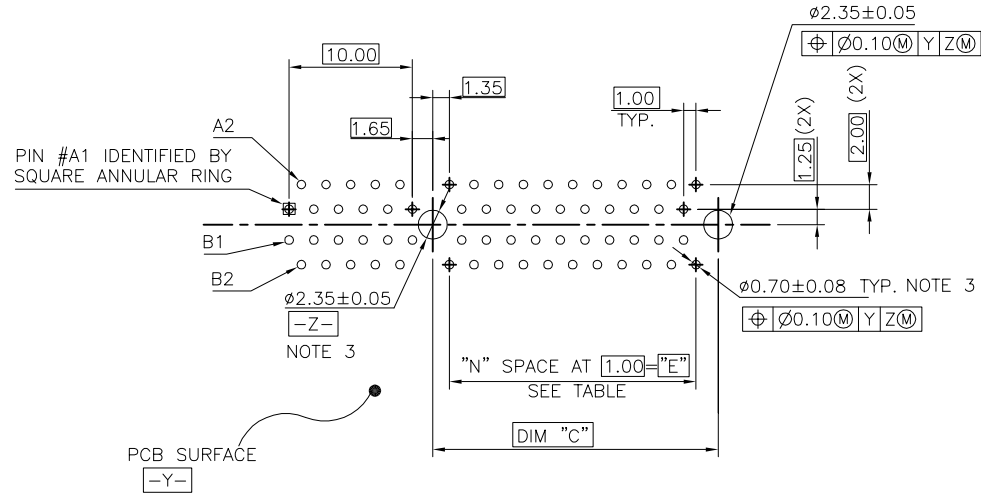 ø2.35±0.05
⌖ Ø0.10Ⓜ Y ZⓂ
10.00
1.35
1.65
1.00
TYP.
1.25 (2X)
2.00 (2X)
A2
PIN #A1 IDENTIFIED BY
SQUARE ANNULAR RING
B1
B2
ø2.35±0.05
-Z-
NOTE 3
ø0.70±0.08 TYP. NOTE 3
⌖ Ø0.10Ⓜ Y ZⓂ
"N" SPACE AT 1.00="E"
SEE TABLE
DIM "C"
PCB SURFACE
-Y-